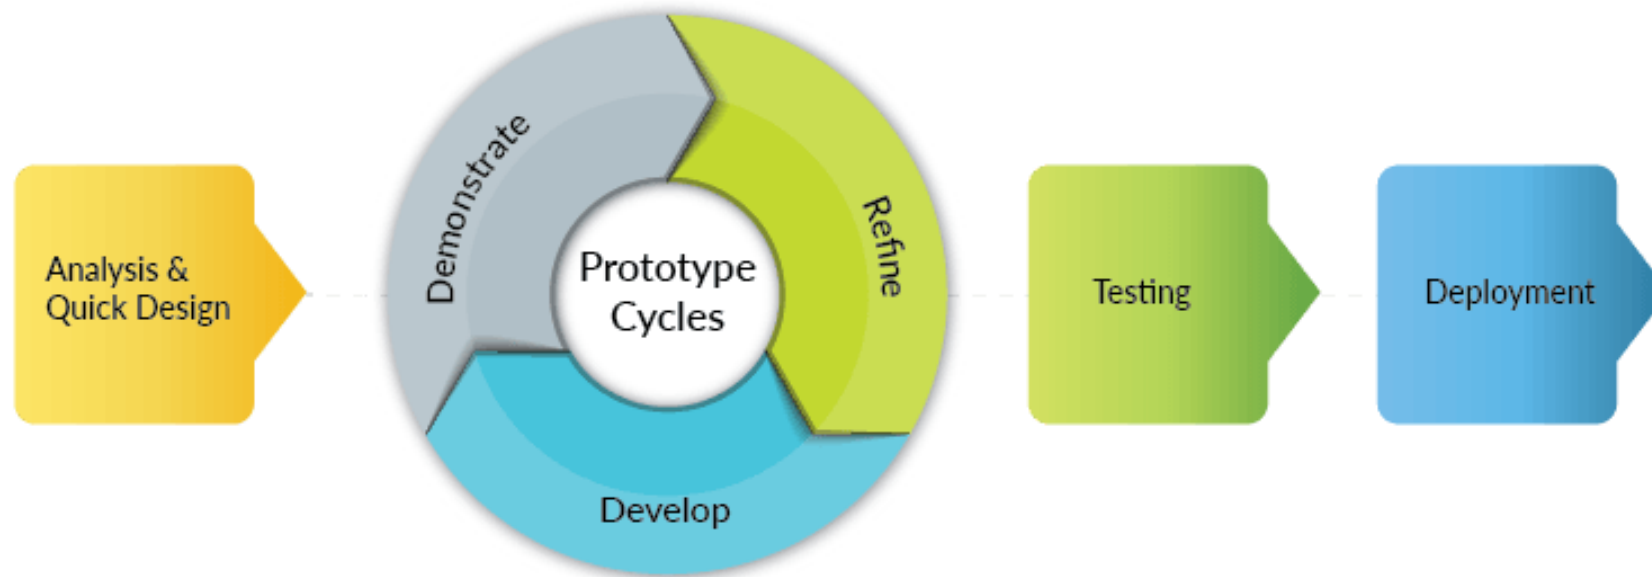 Analysis &
Quick Design
Demonstrate
Prototype
Cycles
Refine
Develop
Testing
Deployment